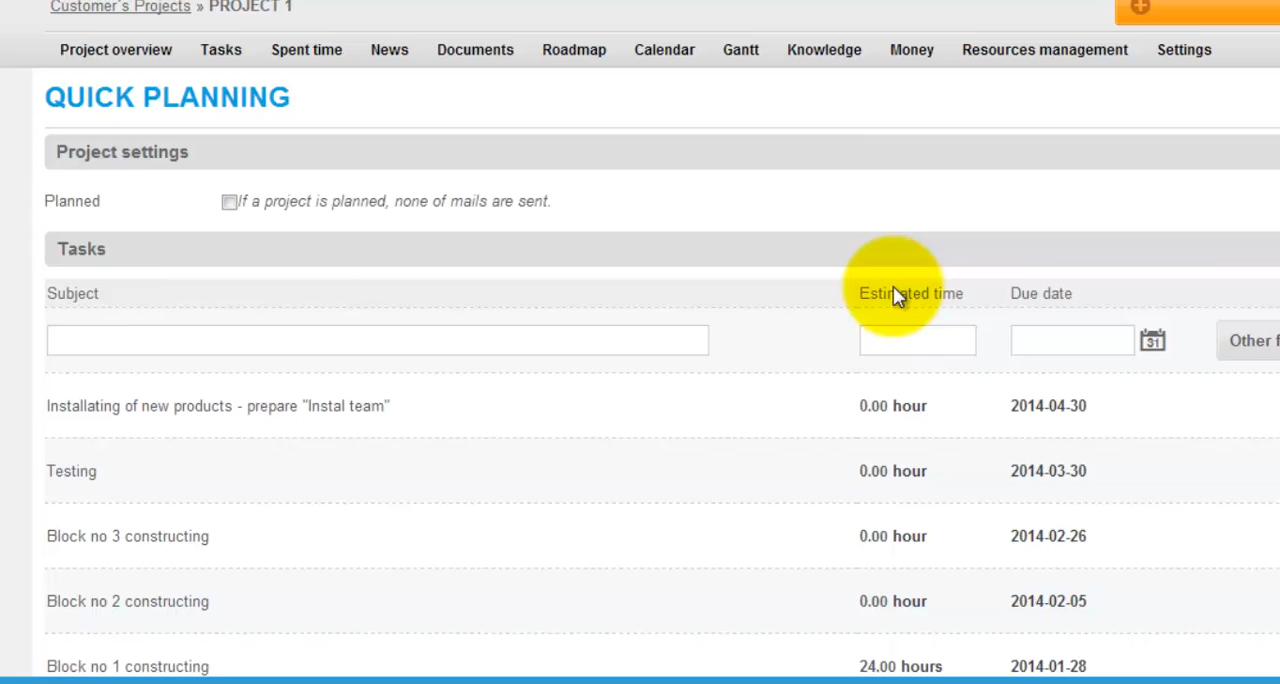 Customer's Projects » PROJECT 1
Project overview Tasks Spent time News Documents Roadmap Calendar Gantt Knowledge Money Resources management Settings
QUICK PLANNING
Project settings
Planned If a project is planned, none of mails are sent.
Tasks
Subject Estimated time Due date
31 Other f
Installating of new products - prepare "Instal team" 0.00 hour 2014-04-30
Testing 0.00 hour 2014-03-30
Block no 3 constructing 0.00 hour 2014-02-26
Block no 2 constructing 0.00 hour 2014-02-05
Block no 1 constructing 24.00 hours 2014-01-28